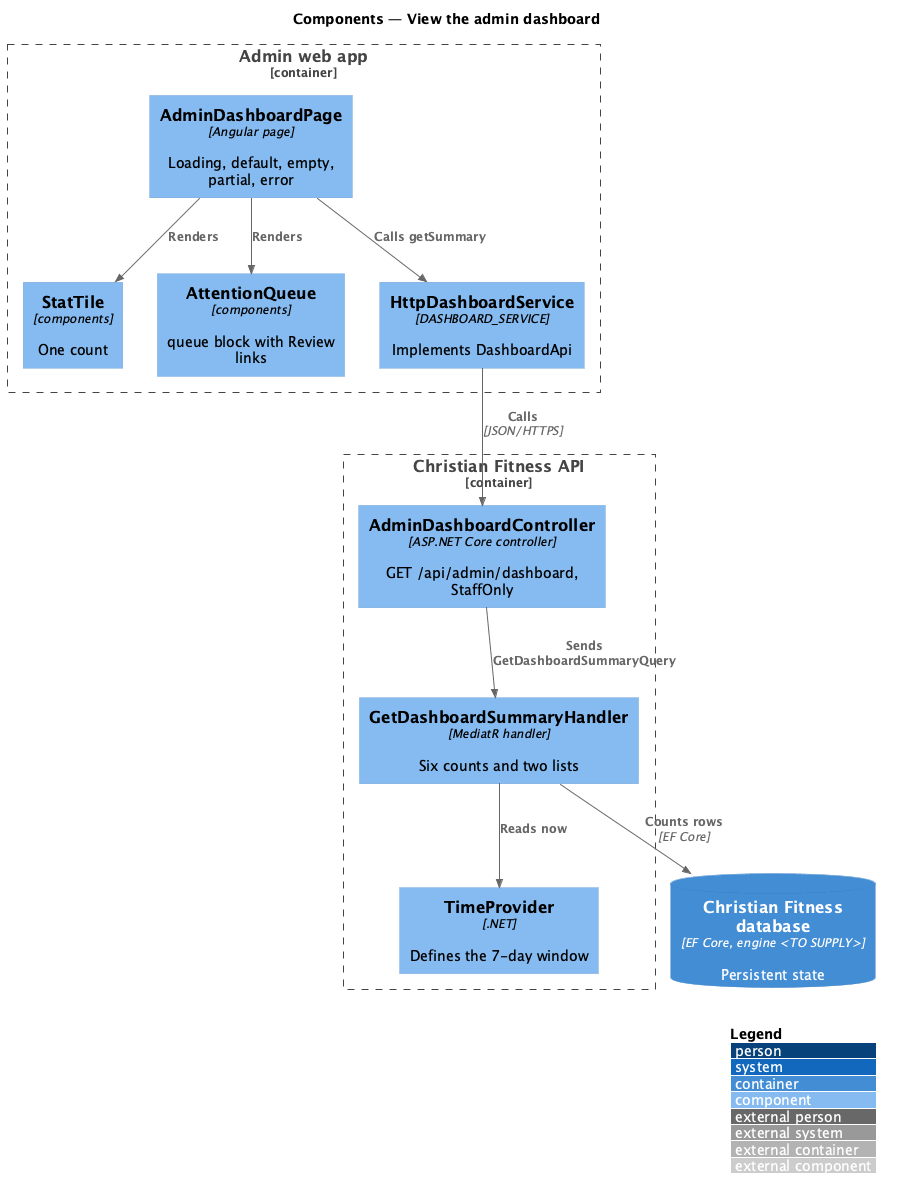 Components — View the admin dashboard
Admin web app
[container]
AdminDashboardPage
[Angular page]
Loading, default, empty,
partial, error
Renders
Renders
Calls getSummary
StatTile
[components]
One count
AttentionQueue
[components]
queue block with Review
links
HttpDashboardService
[DASHBOARD_SERVICE]
Implements DashboardApi
Calls
[JSON/HTTPS]
Christian Fitness API
[container]
AdminDashboardController
[ASP.NET Core controller]
GET /api/admin/dashboard,
StaffOnly
Sends
GetDashboardSummaryQuery
GetDashboardSummaryHandler
[MediatR handler]
Six counts and two lists
Reads now
Counts rows
[EF Core]
TimeProvider
[.NET]
Defines the 7-day window
Christian Fitness
database
[EF Core, engine <TO SUPPLY>]
Persistent state
Legend
person
system
container
component
external person
external system
external container
external component